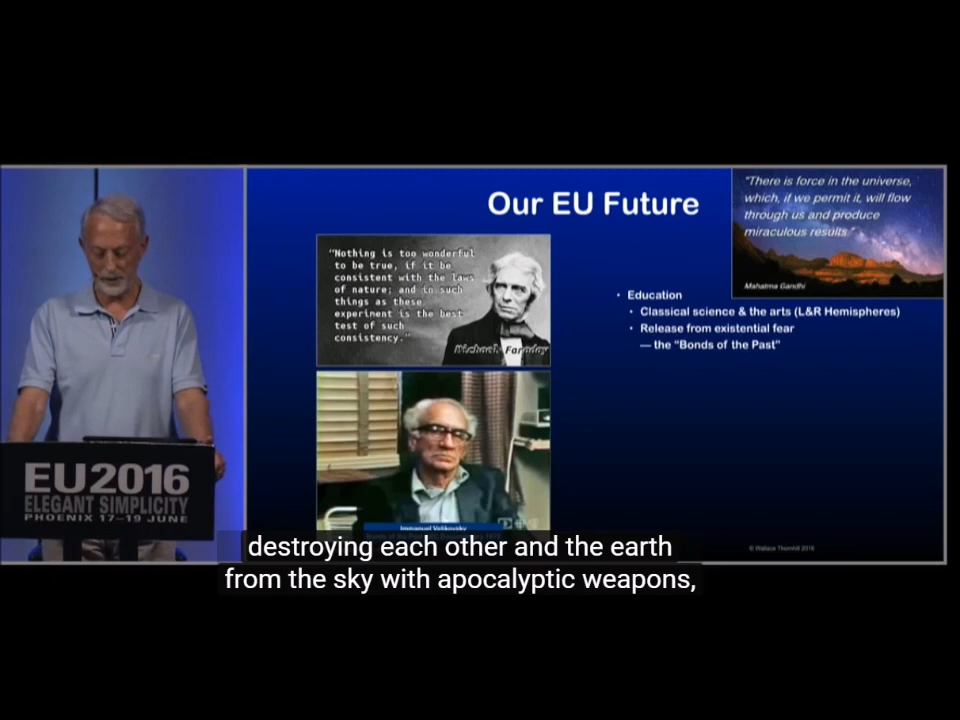 Our EU Future
"There is force in the universe,
which, if we permit it, will flow
through us and produce
miraculous results."
Mahatma Gandhi
"Nothing is too wonderful
to be true, if it be
consistent with the laws
of nature; and in such
things as these
experiment is the best
test of such
consistency."
Michael Faraday
• Education
• Classical science & the arts (L&R Hemispheres)
• Release from existential fear
— the "Bonds of the Past"
EU2016
ELEGANT SIMPLICITY
PHOENIX 17–19 JUNE
Immanuel Velikovsky
© Wallace Thornhill 2016
destroying each other and the earth
from the sky with apocalyptic weapons,